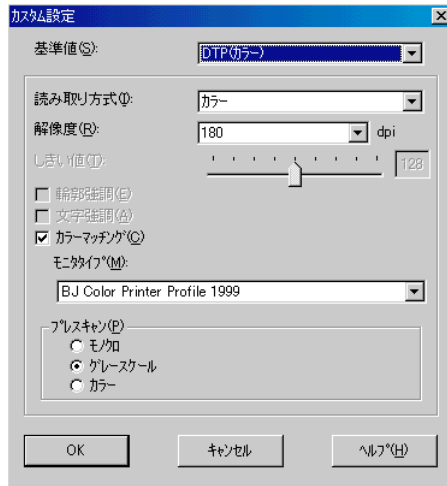 カスタム設定
基準値(S): DTP(カラー)
読み取り方式(I): カラー
解像度(R): 180 dpi
しきい値(T): 128
輪郭強調(E)
文字強調(A)
カラーマッチング(C)
モニタタイプ(M):
BJ Color Printer Profile 1999
プレスキャン(P)
モノクロ
グレースケール
カラー
OK キャンセル ヘルプ(H)